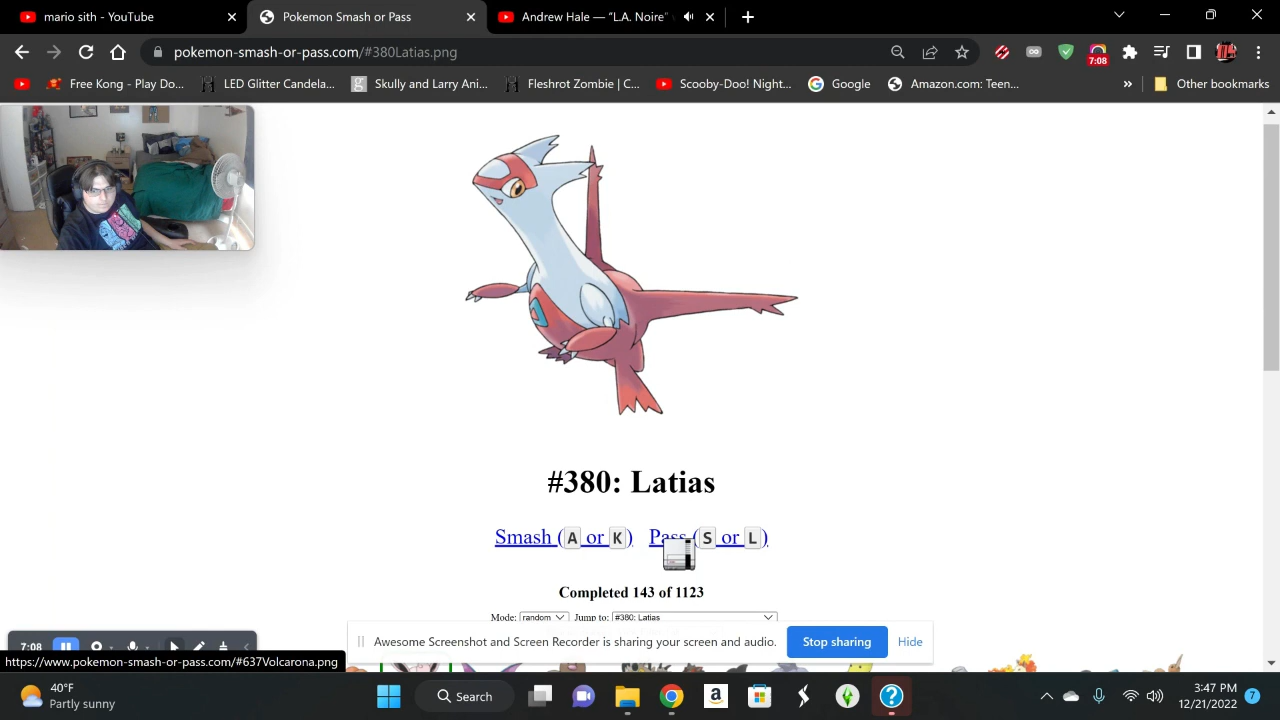 mario sith - YouTube
Pokemon Smash or Pass
Andrew Hale — “L.A. Noire”
pokemon-smash-or-pass.com/#380Latias.png
7:08
Free Kong - Play Do...
LED Glitter Candela...
Skully and Larry Ani...
Fleshrot Zombie | C...
Scooby-Doo! Night...
Google
Amazon.com: Teen...
»
Other bookmarks
#380: Latias
Smash (A or K) Pass (S or L)
Completed 143 of 1123
Mode: random Jump to: #380: Latias
Awesome Screenshot and Screen Recorder is sharing your screen and audio. Stop sharing Hide
7:08
https://www.pokemon-smash-or-pass.com/#637Volcarona.png
40°F
Partly sunny
Search
3:47 PM
12/21/2022
7